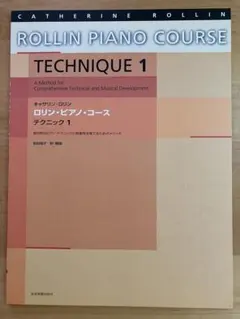 CATHERINE ROLLIN
ROLLIN PIANO COURSE
TECHNIQUE 1
A Method for
Comprehensive Technical and Musical Development
キャサリン・ロリン
ロリン・ピアノ・コース
テクニック 1